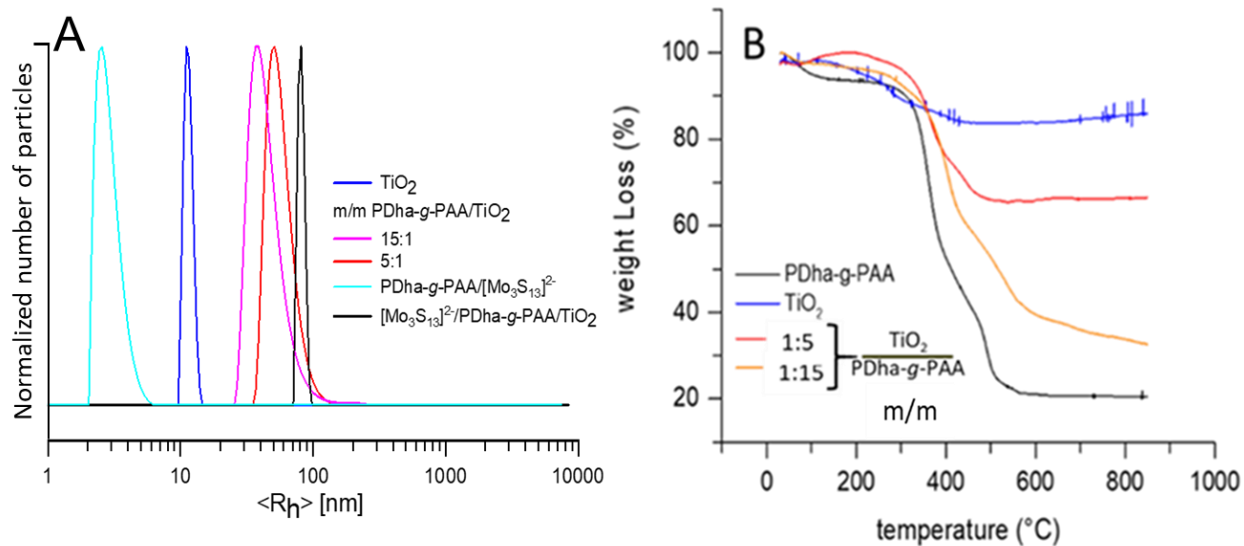 A
Normalized number of particles
TiO₂
m/m PDha-g-PAA/TiO₂
15:1
5:1
PDha-g-PAA/[Mo₃S₁₃]²⁻
[Mo₃S₁₃]²⁻/PDha-g-PAA/TiO₂
1 10 100 1000 10000
<Rh> [nm]
B
weight Loss (%)
100
80
60
40
20
PDha-g-PAA
TiO₂
1:5
1:15
TiO₂
PDha-g-PAA
m/m
0 200 400 600 800 1000
temperature (°C)